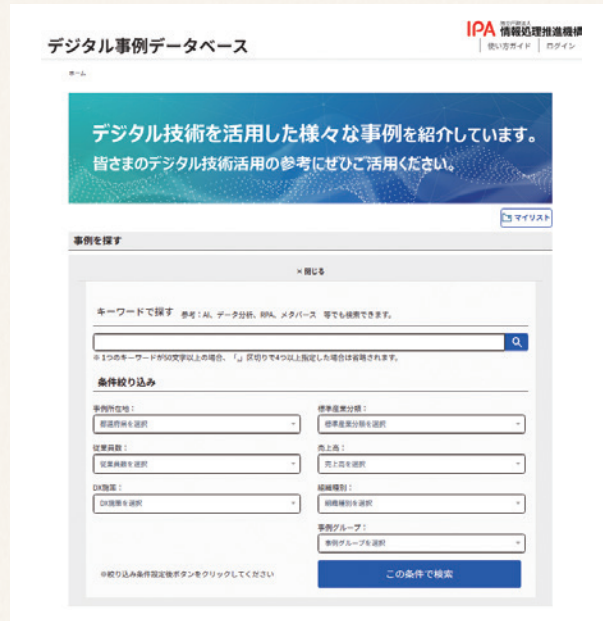 デジタル事例データベース
IPA 独立行政法人 情報処理推進機構
使い方ガイド ログイン
ホーム
デジタル技術を活用した様々な事例を紹介しています。
皆さまのデジタル技術活用の参考にぜひご活用ください。
マイリスト
事例を探す
×閉じる
キーワードで探す 参考：AI、データ分析、RPA、メタバース 等でも検索できます。
※1つのキーワードが50文字以上の場合、「,」区切りで4つ以上指定した場合は省略されます。
条件絞り込み
事例所在地： 標準産業分類：
都道府県を選択 標準産業分類を選択
従業員数： 売上高：
従業員数を選択 売上高を選択
DX施策： 組織種別：
DX施策を選択 組織種別を選択
事例グループ：
事例グループを選択
※絞り込み条件設定後ボタンをクリックしてください この条件で検索